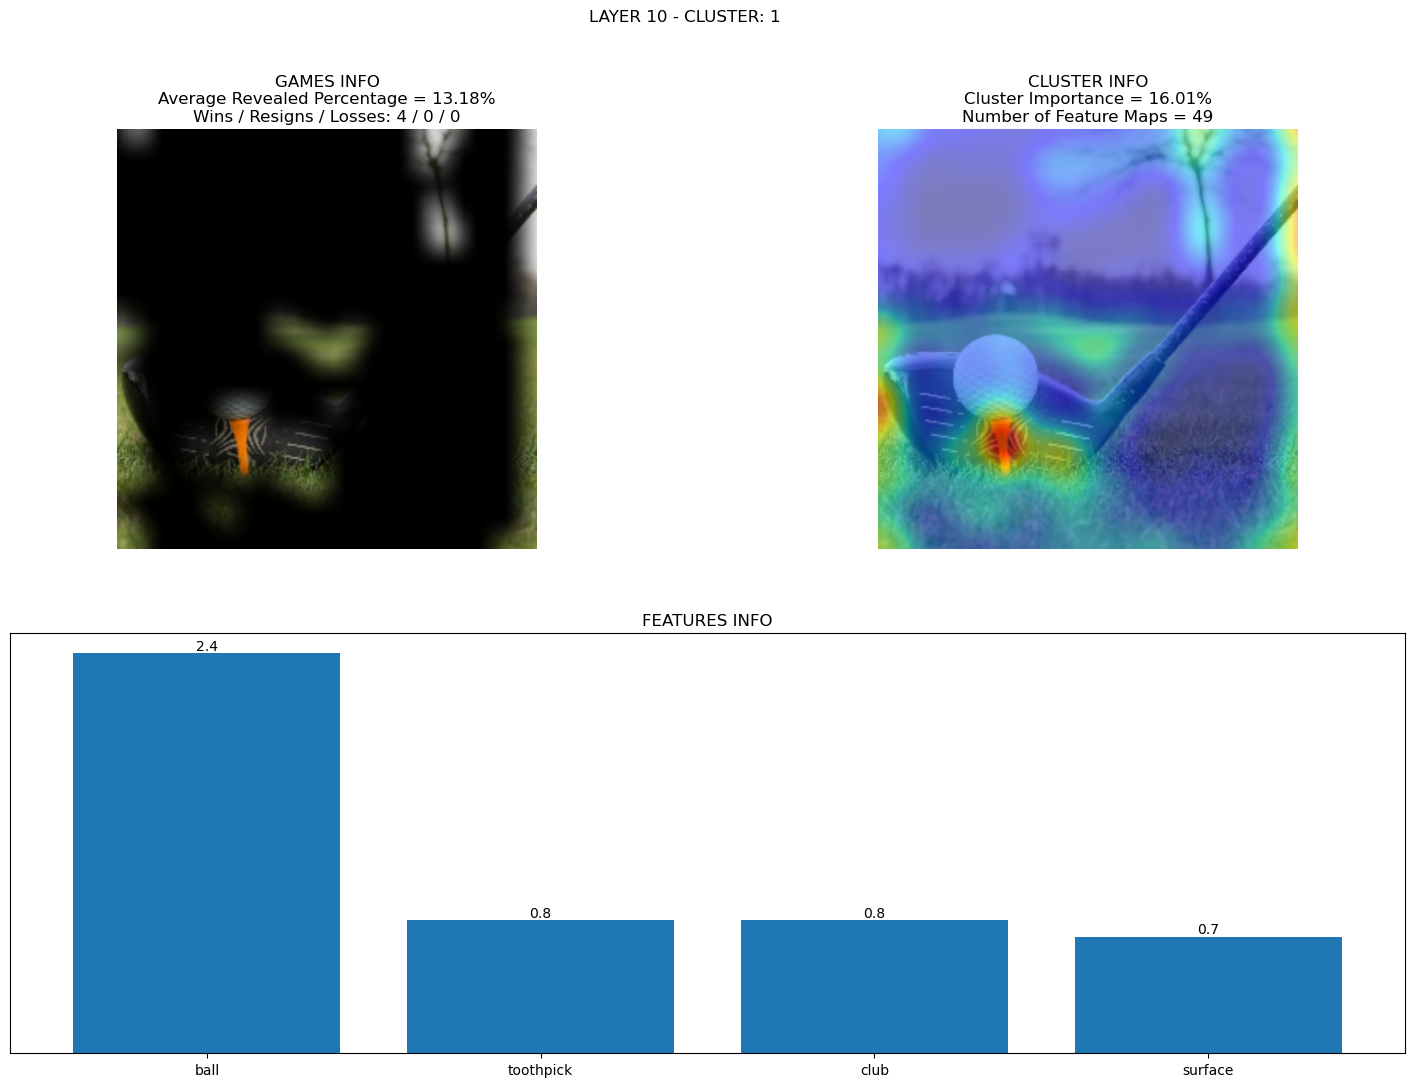 LAYER 10 - CLUSTER: 1
GAMES INFO
Average Revealed Percentage = 13.18%
Wins / Resigns / Losses: 4 / 0 / 0
CLUSTER INFO
Cluster Importance = 16.01%
Number of Feature Maps = 49
FEATURES INFO
2.4
0.8
0.8
0.7
ball
toothpick
club
surface